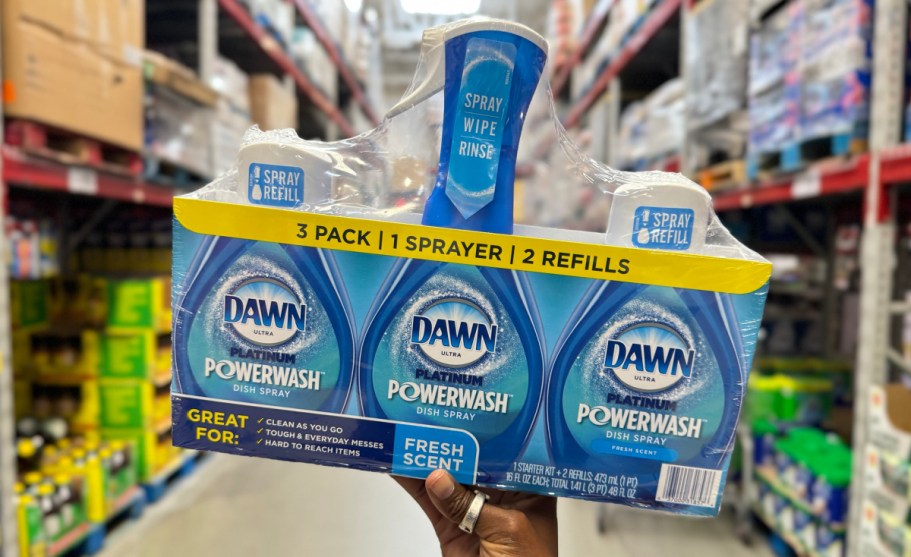 SPRAY
WIPE
RINSE
SPRAY
REFILL
SPRAY
REFILL
3 PACK | 1 SPRAYER | 2 REFILLS
DAWN
ULTRA
PLATINUM
POWERWASH
DISH SPRAY
DAWN
ULTRA
PLATINUM
POWERWASH
DISH SPRAY
DAWN
ULTRA
PLATINUM
POWERWASH
DISH SPRAY
FRESH SCENT
GREAT
FOR:
✓ CLEAN AS YOU GO
✓ TOUGH & EVERYDAY MESSES
✓ HARD TO REACH ITEMS
FRESH
SCENT
1 STARTER KIT + 2 REFILLS: 473 mL (1 PT)
16 FL OZ EACH; TOTAL 1.41 L (3 PT) 48 FL OZ